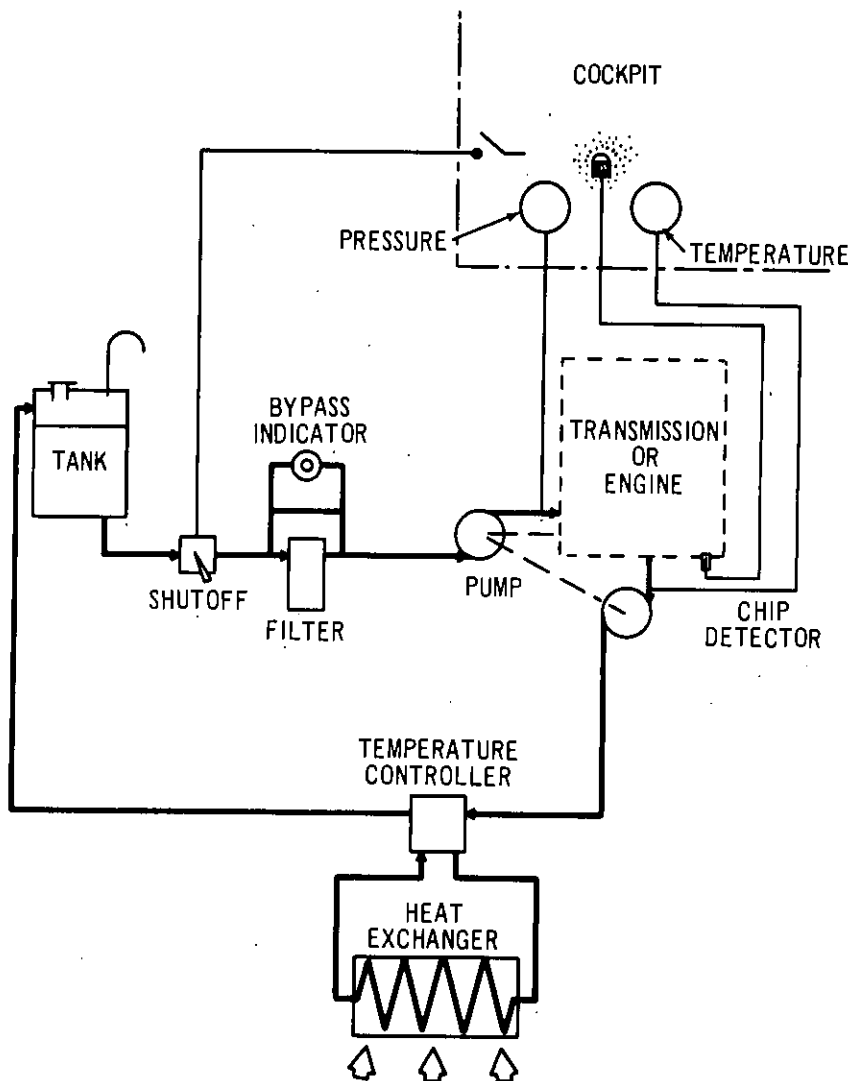 COCKPIT
PRESSURE
TEMPERATURE
BYPASS
INDICATOR
TANK
TRANSMISSION
OR
ENGINE
SHUTOFF
FILTER
PUMP
CHIP
DETECTOR
TEMPERATURE
CONTROLLER
HEAT
EXCHANGER